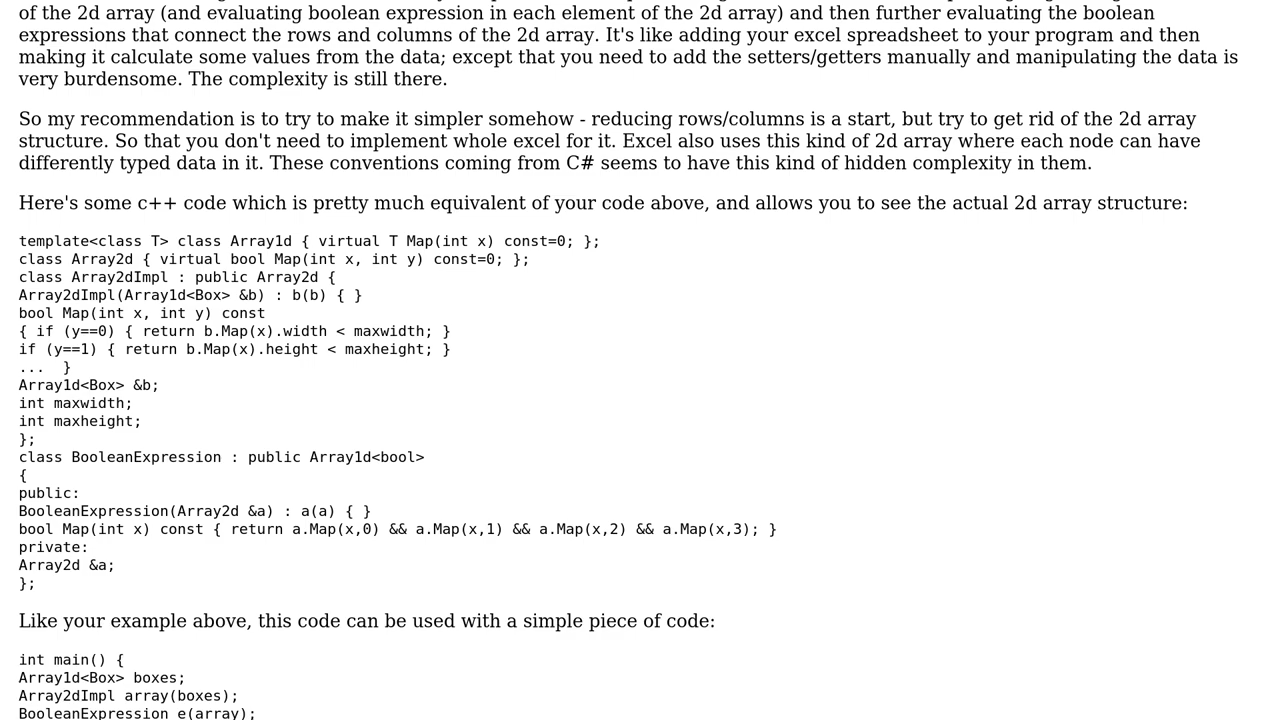 of the 2d array (and evaluating boolean expression in each element of the 2d array) and then further evaluating the boolean
expressions that connect the rows and columns of the 2d array. It's like adding your excel spreadsheet to your program and then
making it calculate some values from the data; except that you need to add the setters/getters manually and manipulating the data is
very burdensome. The complexity is still there.
So my recommendation is to try to make it simpler somehow - reducing rows/columns is a start, but try to get rid of the 2d array
structure. So that you don't need to implement whole excel for it. Excel also uses this kind of 2d array where each node can have
differently typed data in it. These conventions coming from C# seems to have this kind of hidden complexity in them.
Here's some c++ code which is pretty much equivalent of your code above, and allows you to see the actual 2d array structure:
template<class T> class Array1d { virtual T Map(int x) const=0; };
class Array2d { virtual bool Map(int x, int y) const=0; };
class Array2dImpl : public Array2d {
Array2dImpl(Array1d<Box> &b) : b(b) { }
bool Map(int x, int y) const
{ if (y==0) { return b.Map(x).width < maxwidth; }
if (y==1) { return b.Map(x).height < maxheight; }
...  }
Array1d<Box> &b;
int maxwidth;
int maxheight;
};
class BooleanExpression : public Array1d<bool>
{
public:
BooleanExpression(Array2d &a) : a(a) { }
bool Map(int x) const { return a.Map(x,0) && a.Map(x,1) && a.Map(x,2) && a.Map(x,3); }
private:
Array2d &a;
};
Like your example above, this code can be used with a simple piece of code:
int main() {
Array1d<Box> boxes;
Array2dImpl array(boxes);
BooleanExpression e(array);